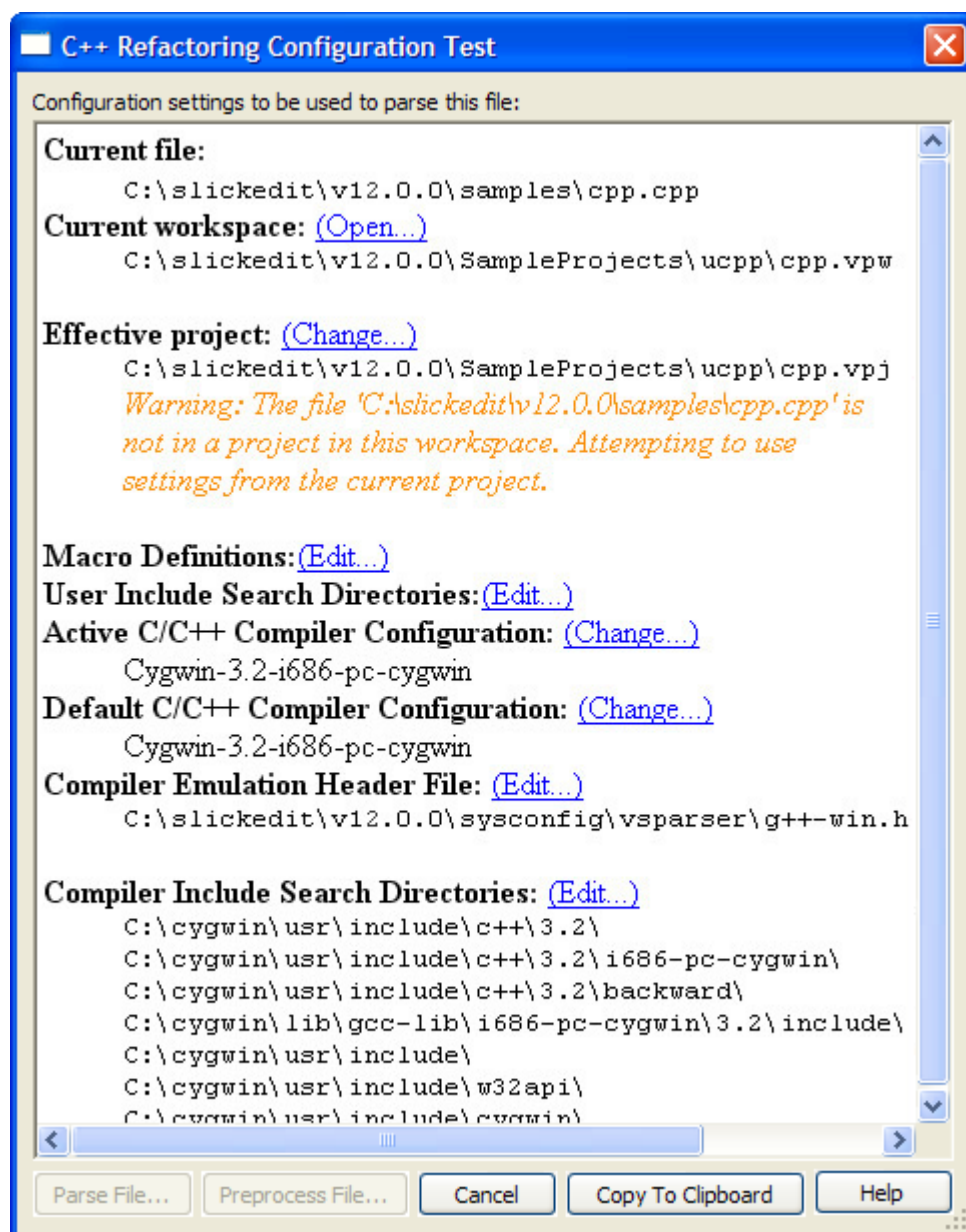 C++ Refactoring Configuration Test
Configuration settings to be used to parse this file:
Current file:
C:\slickedit\v12.0.0\samples\cpp.cpp
Current workspace: (Open...)
C:\slickedit\v12.0.0\SampleProjects\ucpp\cpp.vpw
Effective project: (Change...)
C:\slickedit\v12.0.0\SampleProjects\ucpp\cpp.vpj
Warning: The file 'C:\slickedit\v12.0.0\samples\cpp.cpp' is
not in a project in this workspace. Attempting to use
settings from the current project.
Macro Definitions:(Edit...)
User Include Search Directories:(Edit...)
Active C/C++ Compiler Configuration: (Change...)
Cygwin-3.2-i686-pc-cygwin
Default C/C++ Compiler Configuration: (Change...)
Cygwin-3.2-i686-pc-cygwin
Compiler Emulation Header File: (Edit...)
C:\slickedit\v12.0.0\sysconfig\vsparser\g++-win.h
Compiler Include Search Directories: (Edit...)
C:\cygwin\usr\include\c++\3.2\
C:\cygwin\usr\include\c++\3.2\i686-pc-cygwin\
C:\cygwin\usr\include\c++\3.2\backward\
C:\cygwin\lib\gcc-lib\i686-pc-cygwin\3.2\include\
C:\cygwin\usr\include\
C:\cygwin\usr\include\w32api\
C:\cygwin\usr\include\cygwin\
Parse File... Preprocess File... Cancel Copy To Clipboard Help